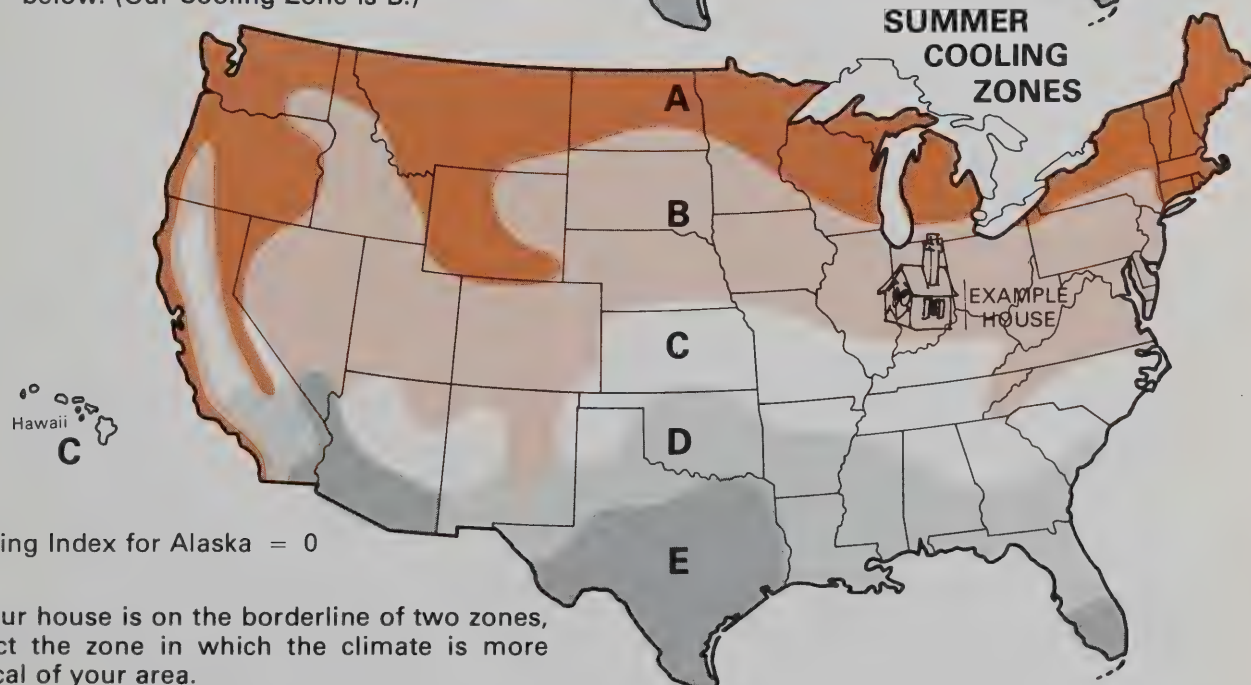 below. (Our Cooling Zone is B.)
SUMMER
COOLING
ZONES
A
B
EXAMPLE
HOUSE
C
Hawaii
C
D
E
ing Index for Alaska = 0
ur house is on the borderline of two zones,
ct the zone in which the climate is more
cal of your area.